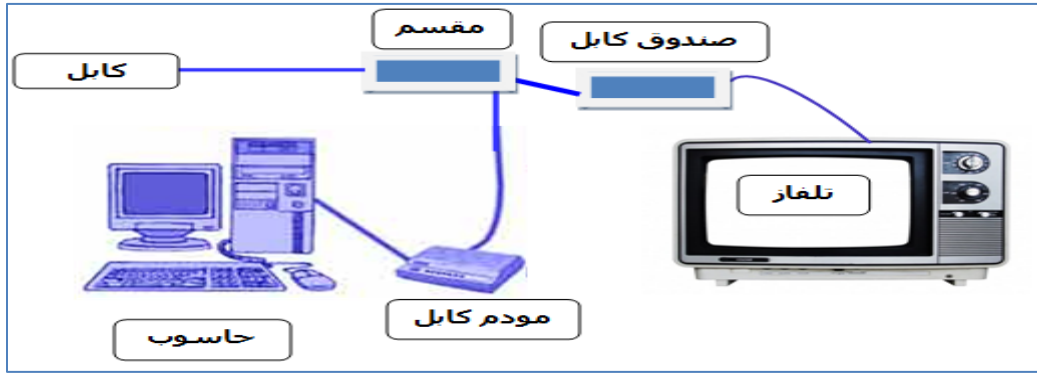 مقسم
صندوق كابل
كابل
تلفاز
مودم كابل
حاسوب